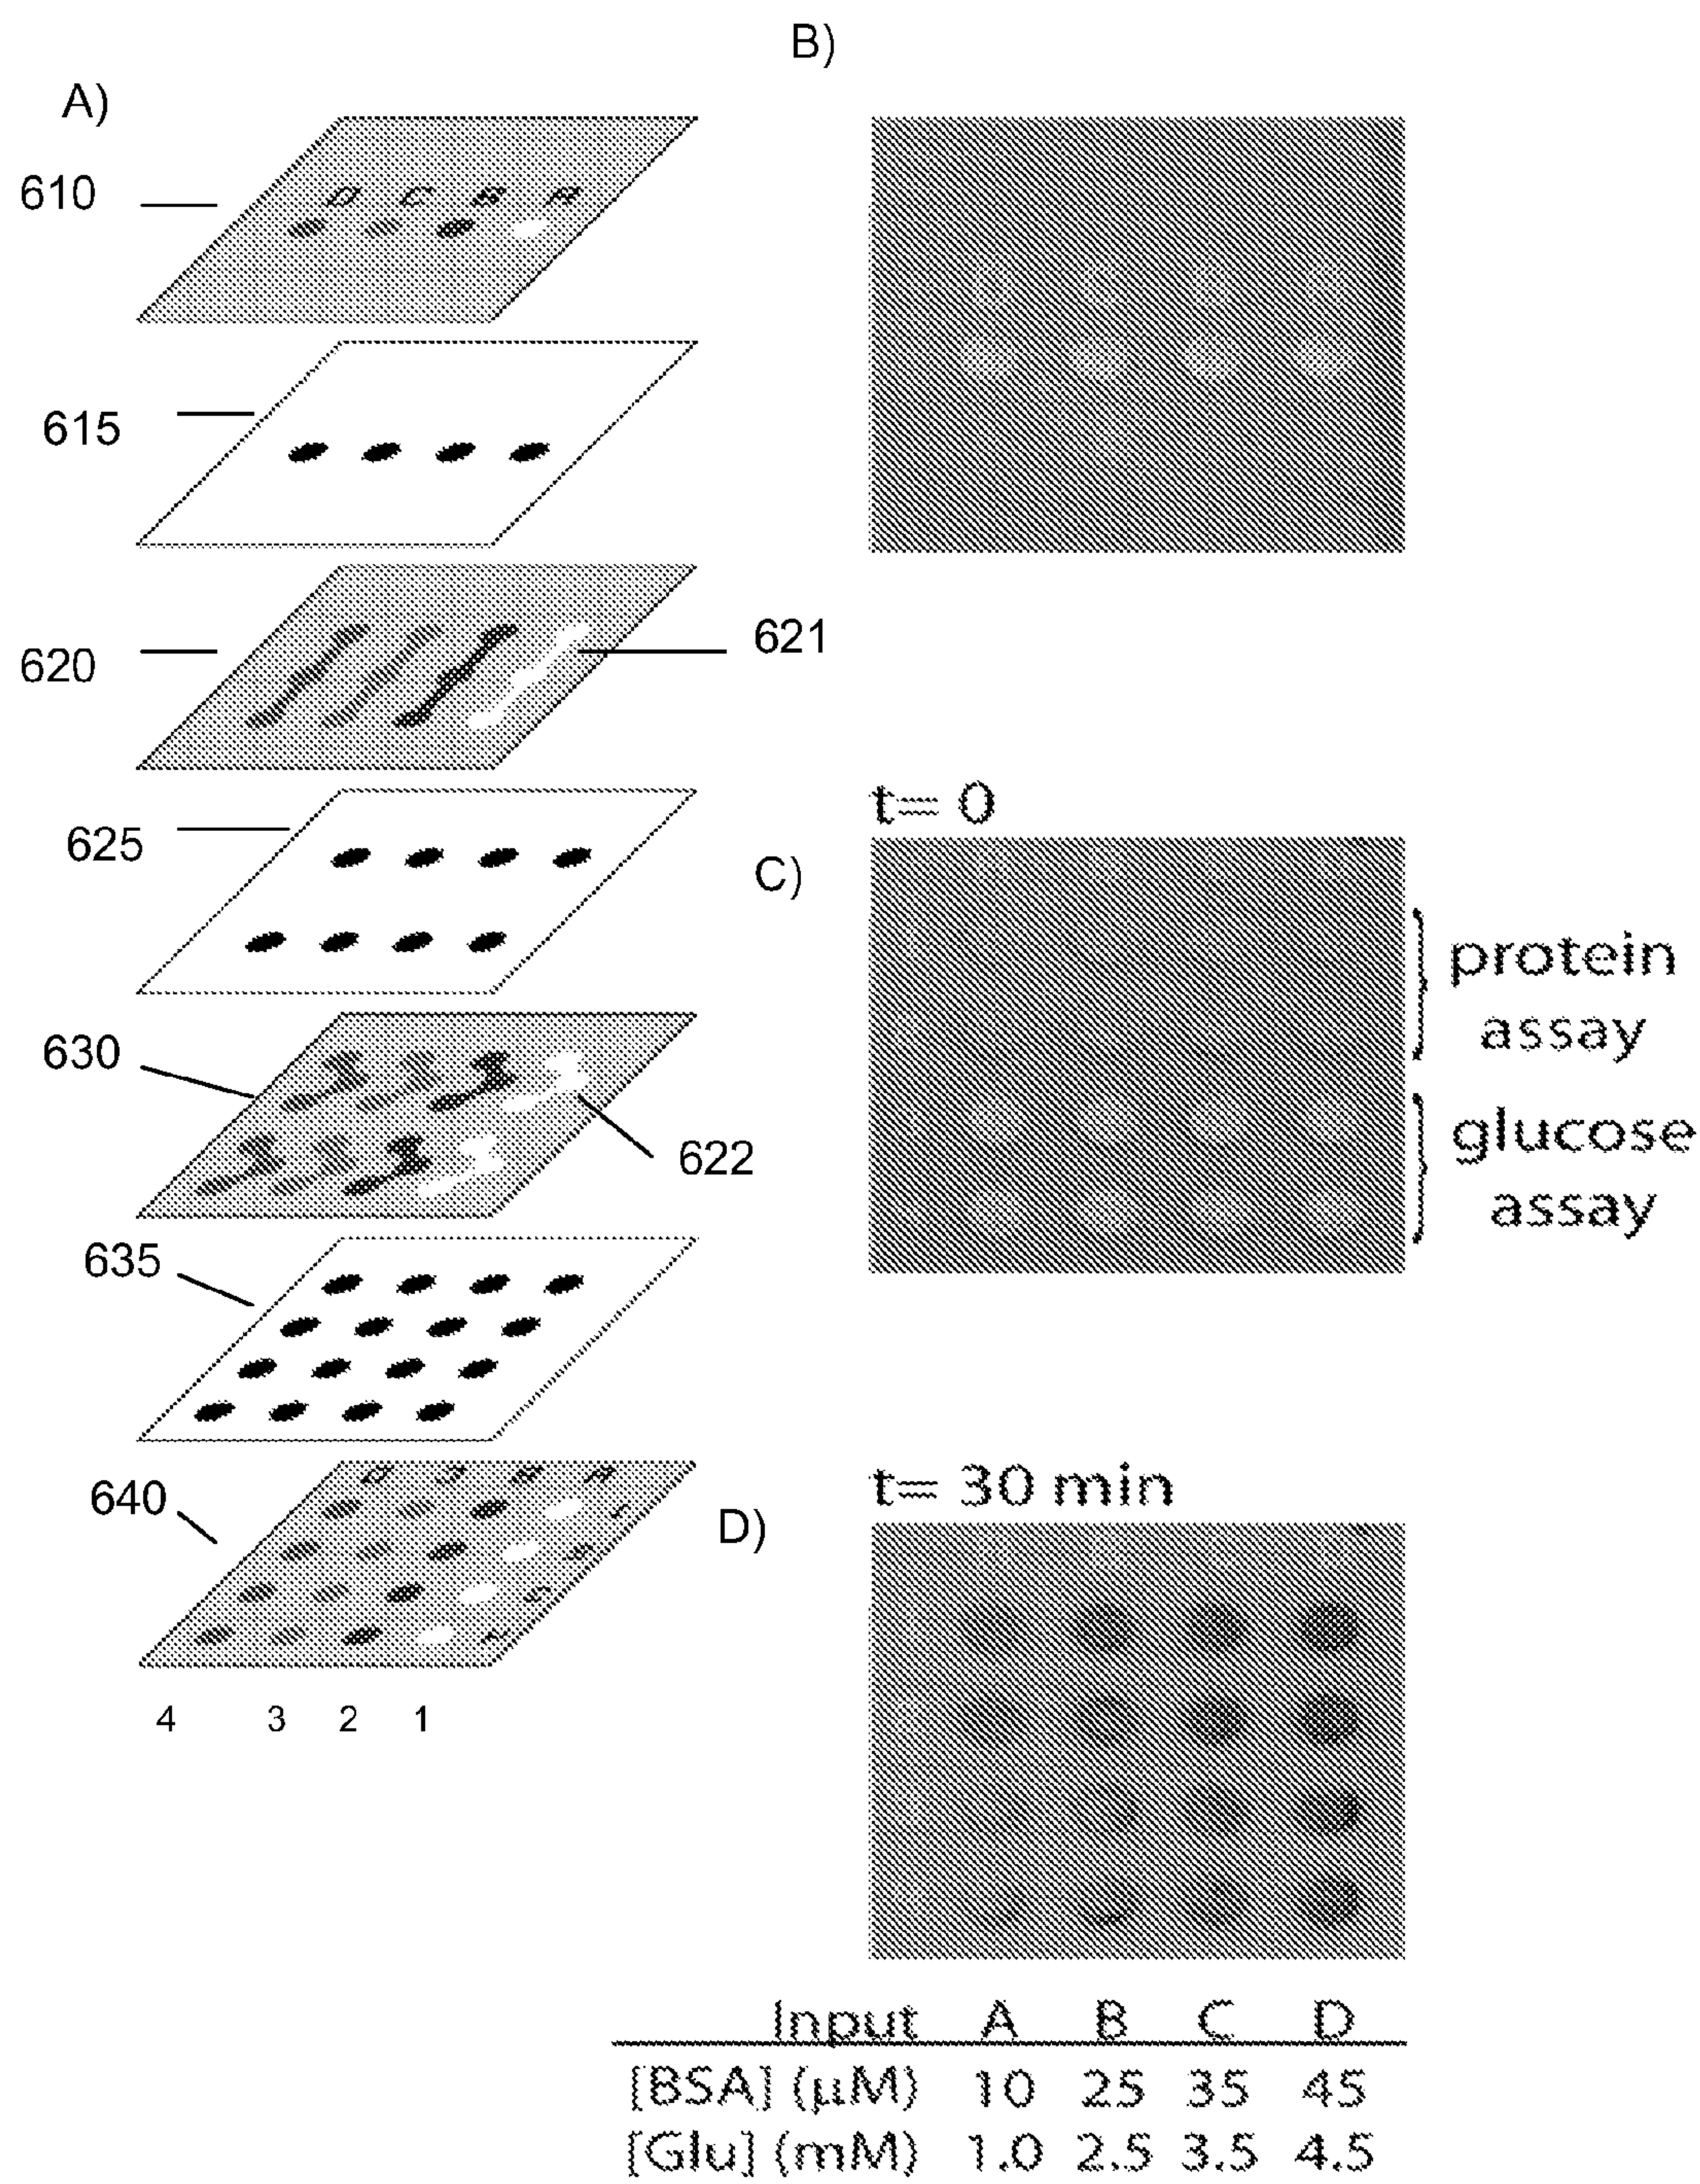 B)
A)
610
D C B A
615
620
621
t= 0
625
C)
protein
assay
630
glucose
assay
622
635
t= 30 min
640
D)
4 3 2 1
Input A B C D
[BSA] (µM) 10 25 35 45
[Glu] (mM) 1.0 2.5 3.5 4.5